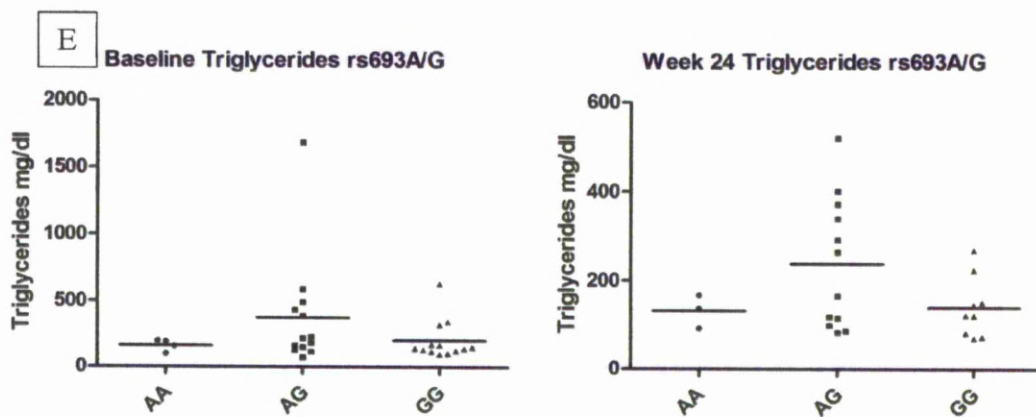 E
Baseline Triglycerides rs693A/G
Triglycerides mg/dl
2000
1500
1000
500
0
AA
AG
GG
Week 24 Triglycerides rs693A/G
Triglycerides mg/dl
600
400
200
0
AA
AG
GG